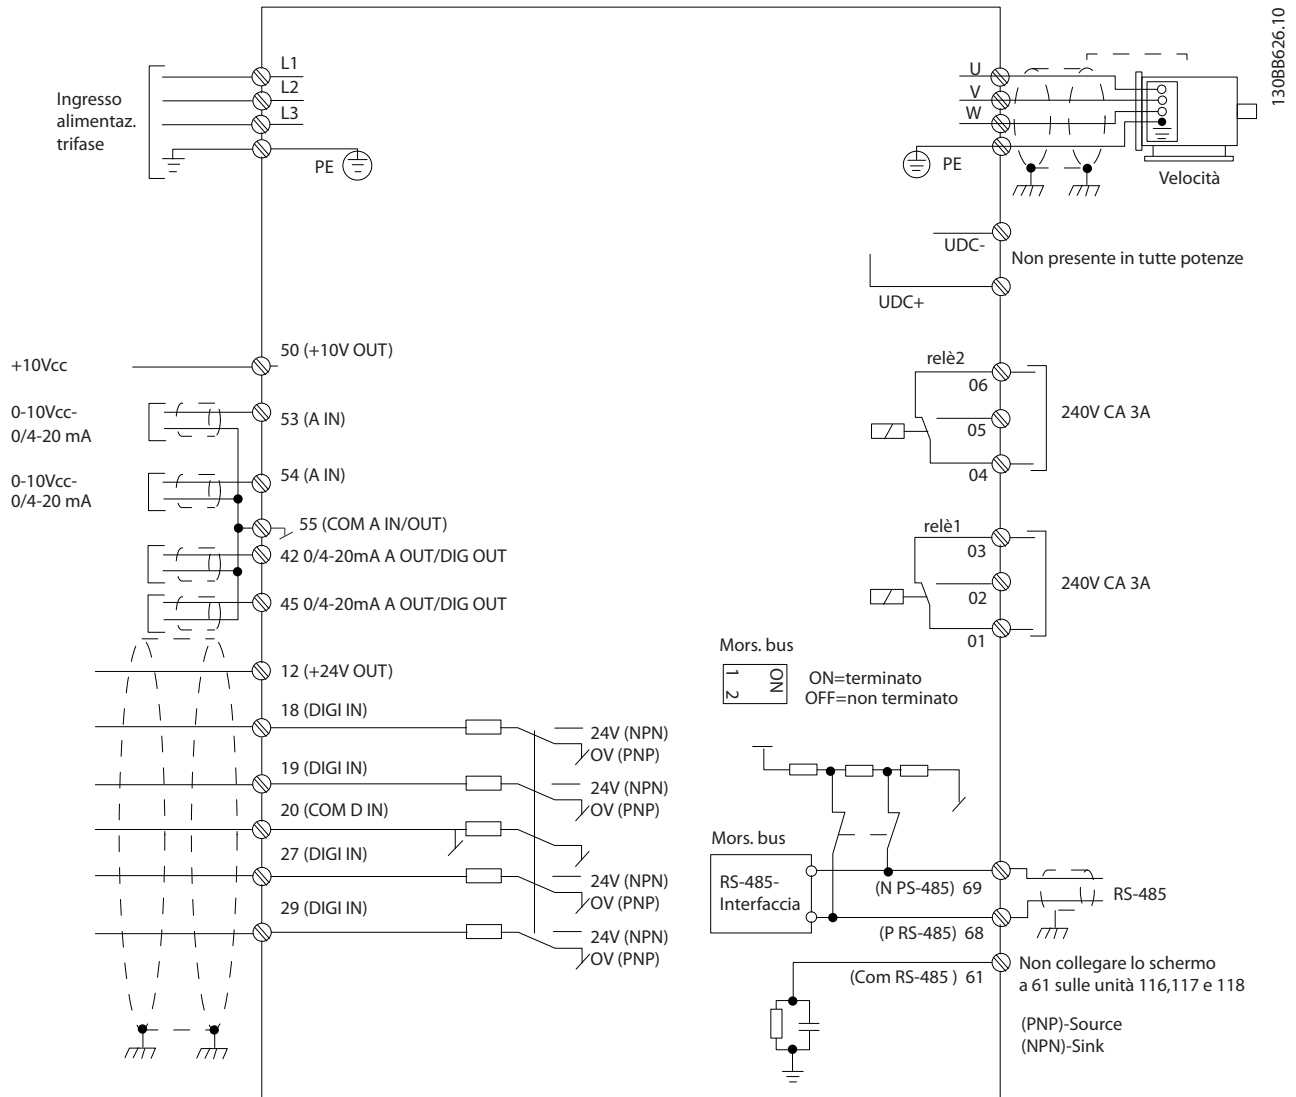 130BB626.10
Ingresso
alimentaz.
trifase
L1
L2
L3
PE
U
V
W
PE
Velocità
UDC-
Non presente in tutte potenze
UDC+
+10Vcc
50 (+10V OUT)
0-10Vcc-
0/4-20 mA
53 (A IN)
0-10Vcc-
0/4-20 mA
54 (A IN)
55 (COM A IN/OUT)
42 0/4-20mA A OUT/DIG OUT
45 0/4-20mA A OUT/DIG OUT
12 (+24V OUT)
18 (DIGI IN)
24V (NPN)
OV (PNP)
19 (DIGI IN)
24V (NPN)
OV (PNP)
20 (COM D IN)
27 (DIGI IN)
24V (NPN)
OV (PNP)
29 (DIGI IN)
24V (NPN)
OV (PNP)
relè2
06
05
04
240V CA 3A
relè1
03
02
01
240V CA 3A
Mors. bus
1
2
ON
ON=terminato
OFF=non terminato
Mors. bus
RS-485-
Interfaccia
(N PS-485) 69
RS-485
(P RS-485) 68
(Com RS-485 ) 61
Non collegare lo schermo
a 61 sulle unità 116,117 e 118
(PNP)-Source
(NPN)-Sink